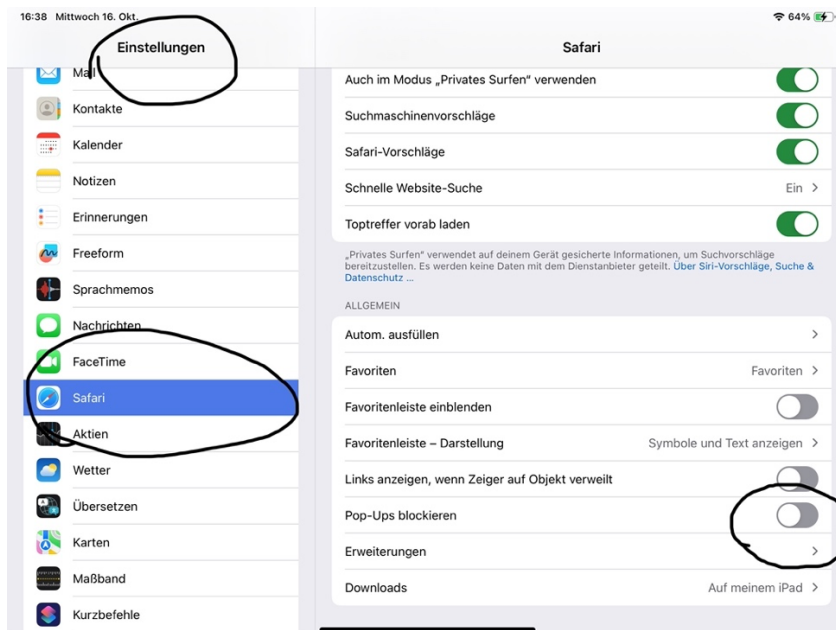 16:38 Mittwoch 16. Okt.
64%
Einstellungen
Mail
Kontakte
Kalender
Notizen
Erinnerungen
Freeform
Sprachmemos
Nachrichten
FaceTime
Safari
Aktien
Wetter
Übersetzen
Karten
Maßband
Kurzbefehle
Safari
Auch im Modus „Privates Surfen“ verwenden
Suchmaschinenvorschläge
Safari-Vorschläge
Schnelle Website-Suche Ein >
Toptreffer vorab laden
„Privates Surfen“ verwendet auf deinem Gerät gesicherte Informationen, um Suchvorschläge
bereitzustellen. Es werden keine Daten mit dem Dienstanbieter geteilt. Über Siri-Vorschläge, Suche &
Datenschutz ...
ALLGEMEIN
Autom. ausfüllen >
Favoriten Favoriten >
Favoritenleiste einblenden
Favoritenleiste – Darstellung Symbole und Text anzeigen >
Links anzeigen, wenn Zeiger auf Objekt verweilt
Pop-Ups blockieren
Erweiterungen >
Downloads Auf meinem iPad >